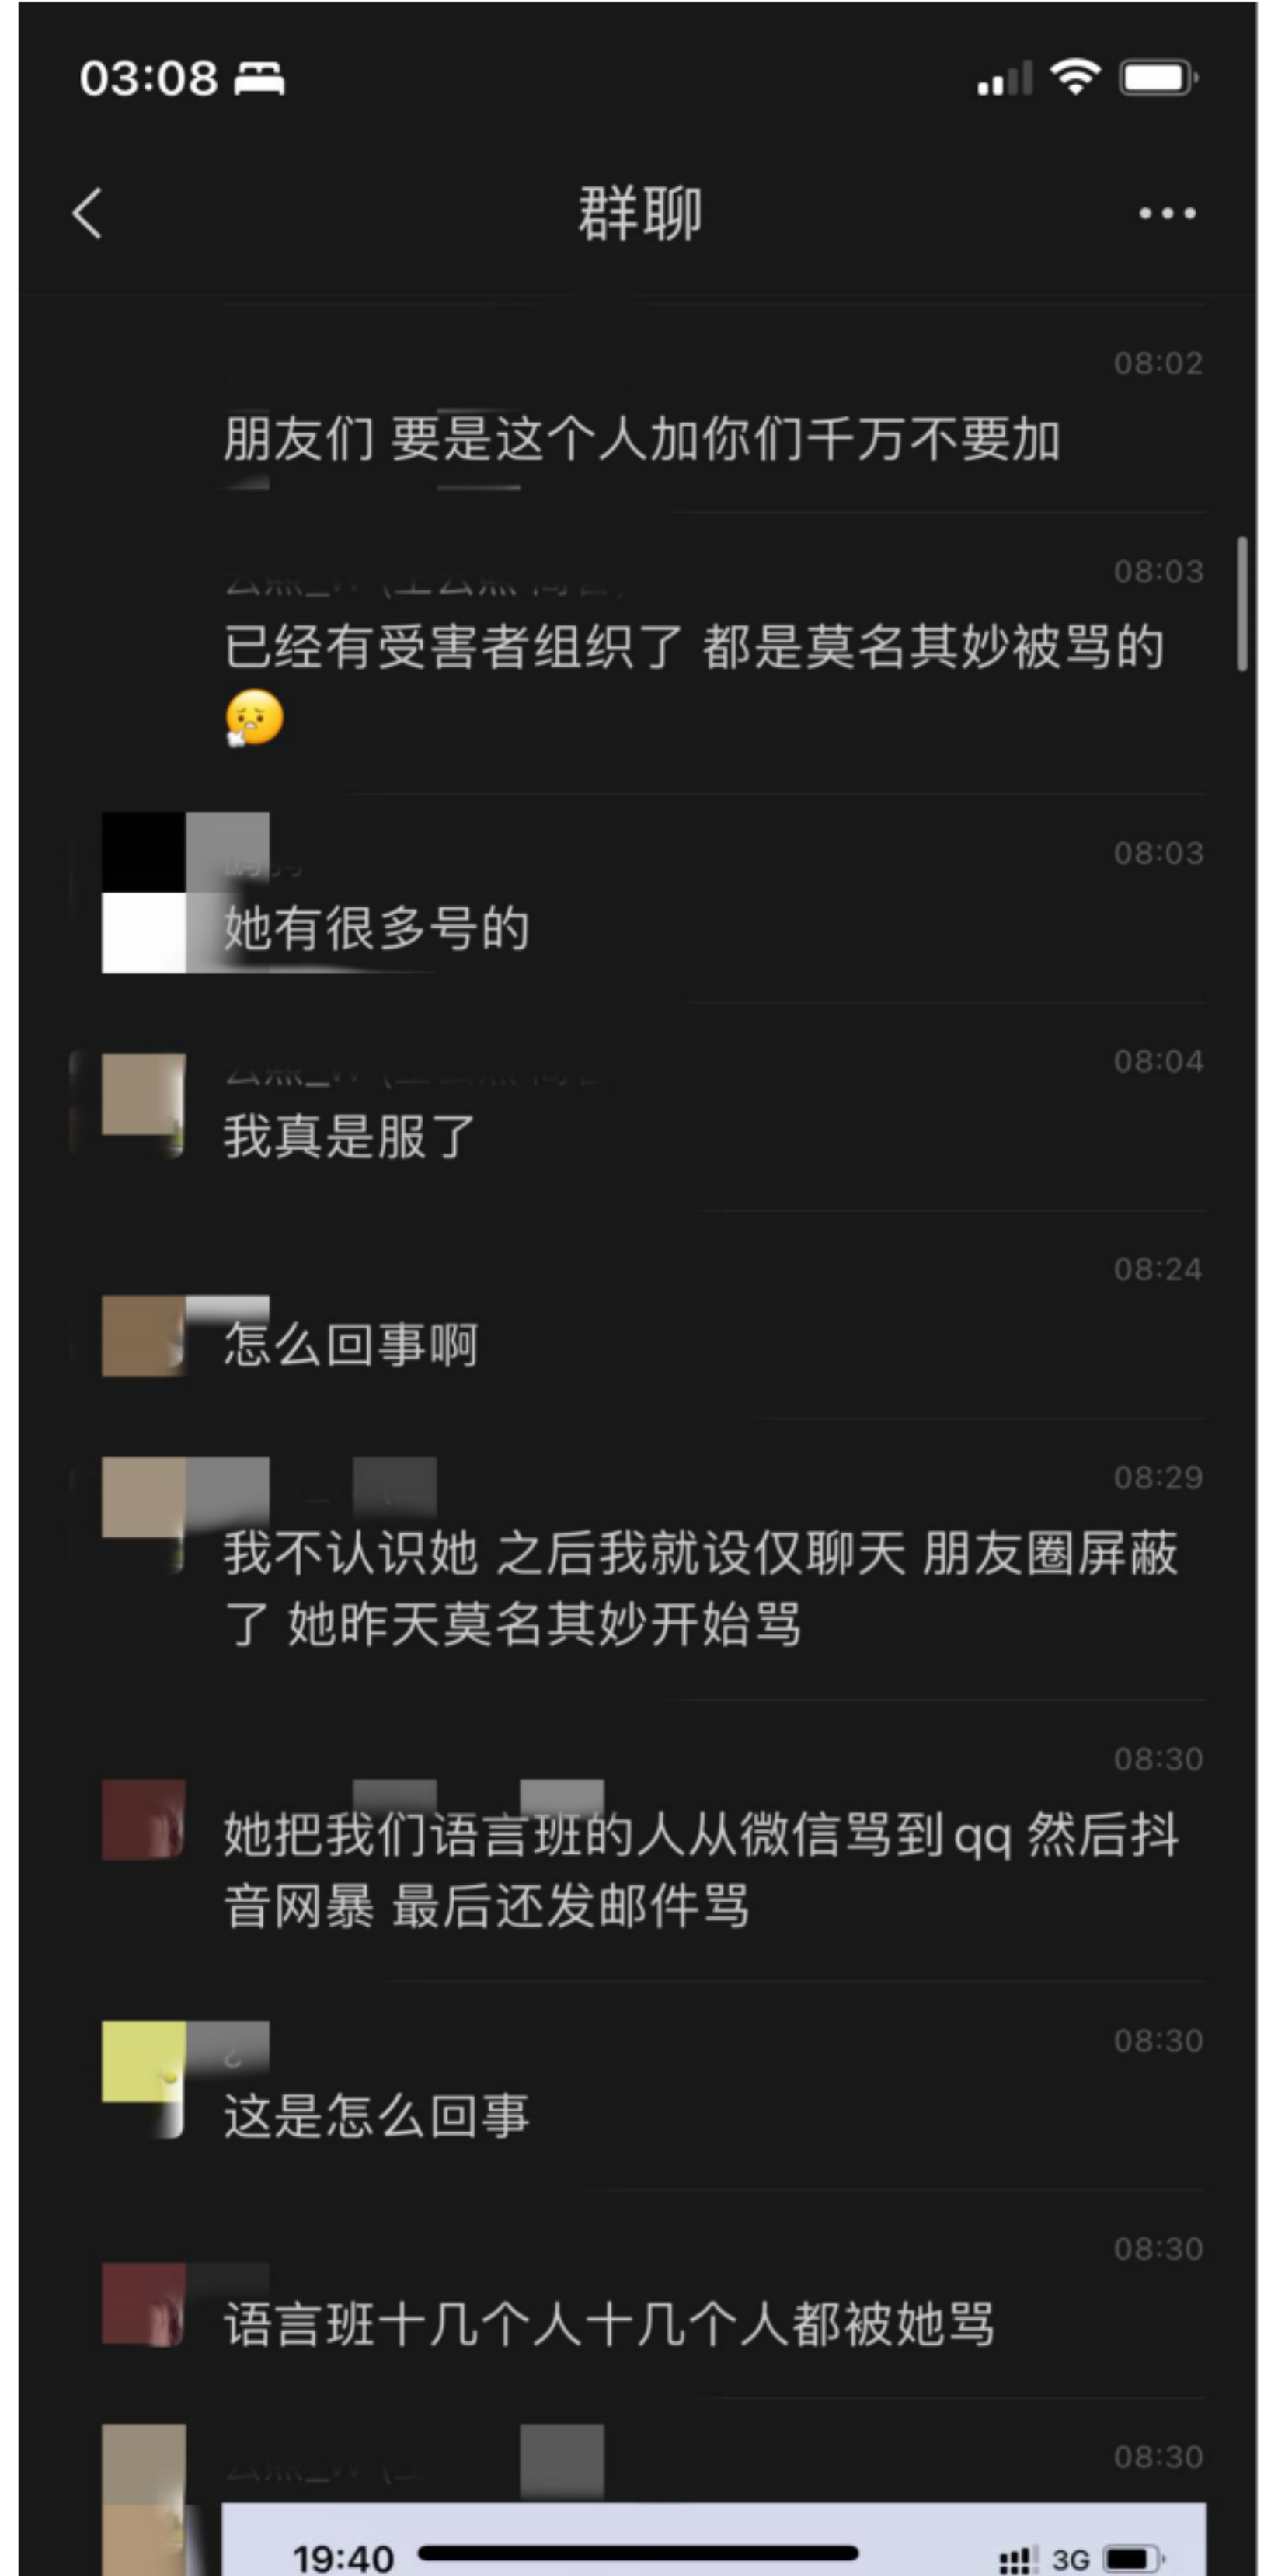 03:08
群聊
08:02
朋友们 要是这个人加你们千万不要加
08:03
已经有受害者组织了 都是莫名其妙被骂的
08:03
她有很多号的
08:04
我真是服了
08:24
怎么回事啊
08:29
我不认识她 之后我就设仅聊天 朋友圈屏蔽
了 她昨天莫名其妙开始骂
08:30
她把我们语言班的人从微信骂到qq 然后抖
音网暴 最后还发邮件骂
08:30
这是怎么回事
08:30
语言班十几个人十几个人都被她骂
08:30
19:40
3G